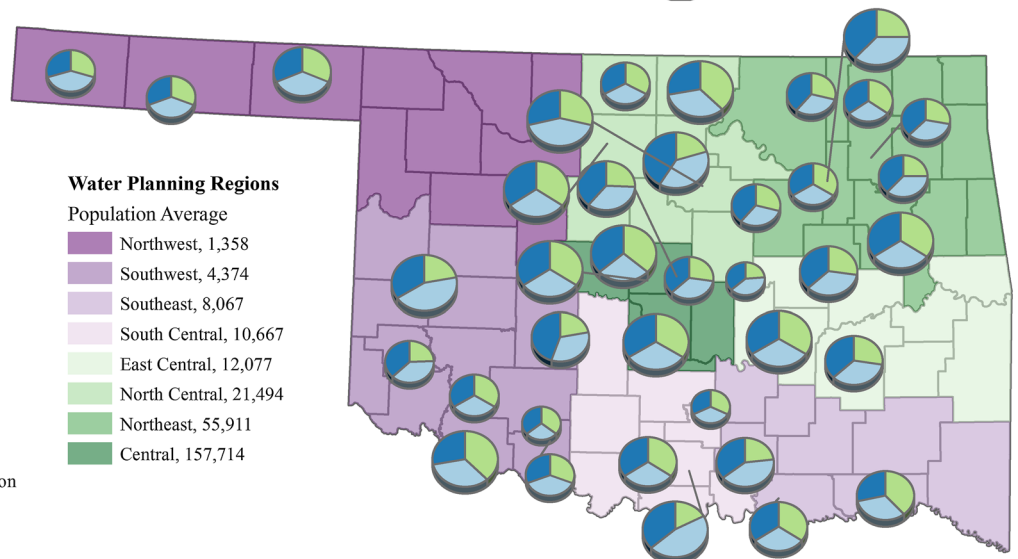 Water Planning Regions
Population Average
Northwest, 1,358
Southwest, 4,374
Southeast, 8,067
South Central, 10,667
East Central, 12,077
North Central, 21,494
Northeast, 55,911
Central, 157,714
on